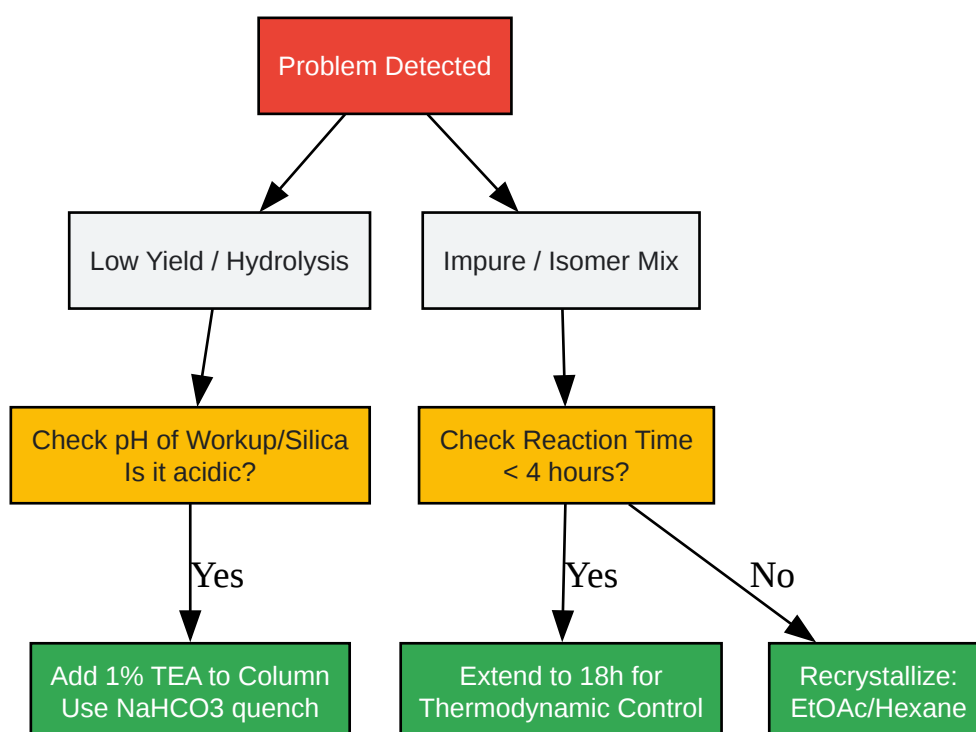 Problem Detected
Low Yield / Hydrolysis
Impure / Isomer Mix
Check pH of Workup/Silica
Is it acidic?
Check Reaction Time
< 4 hours?
Yes
Yes
No
Add 1% TEA to Column
Use NaHCO3 quench
Extend to 18h for
Thermodynamic Control
Recrystallize:
EtOAc/Hexane